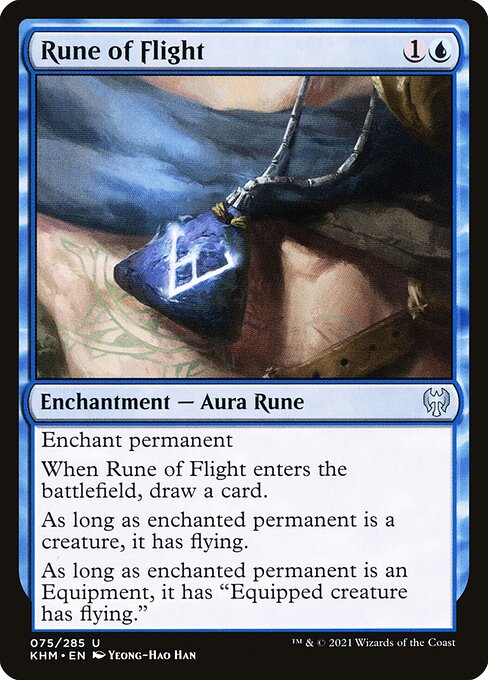 Rune of Flight 1
Enchantment — Aura Rune
Enchant permanent
When Rune of Flight enters the
battlefield, draw a card.
As long as enchanted permanent is a
creature, it has flying.
As long as enchanted permanent is an
Equipment, it has “Equipped creature
has flying.”
075/285 U
KHM • EN Yeong-Hao Han
™ & © 2021 Wizards of the Coast